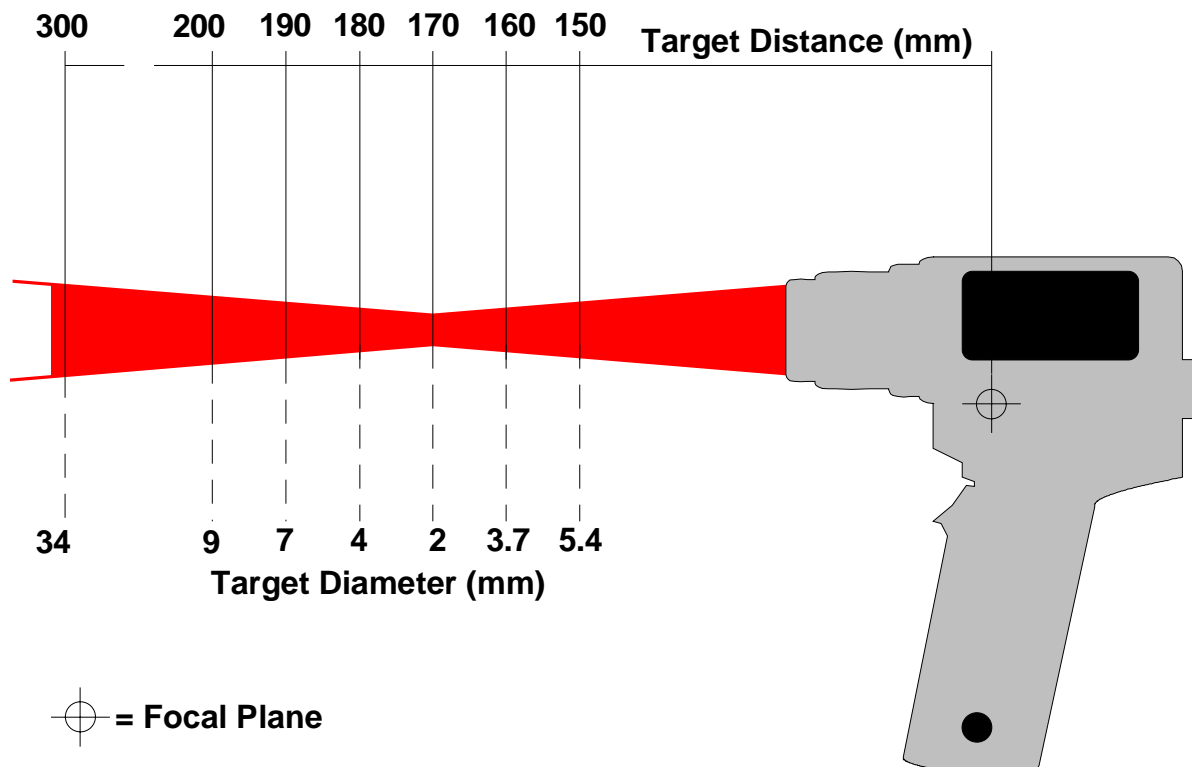 300 200 190 180 170 160 150
Target Distance (mm)
34 9 7 4 2 3.7 5.4
Target Diameter (mm)
= Focal Plane